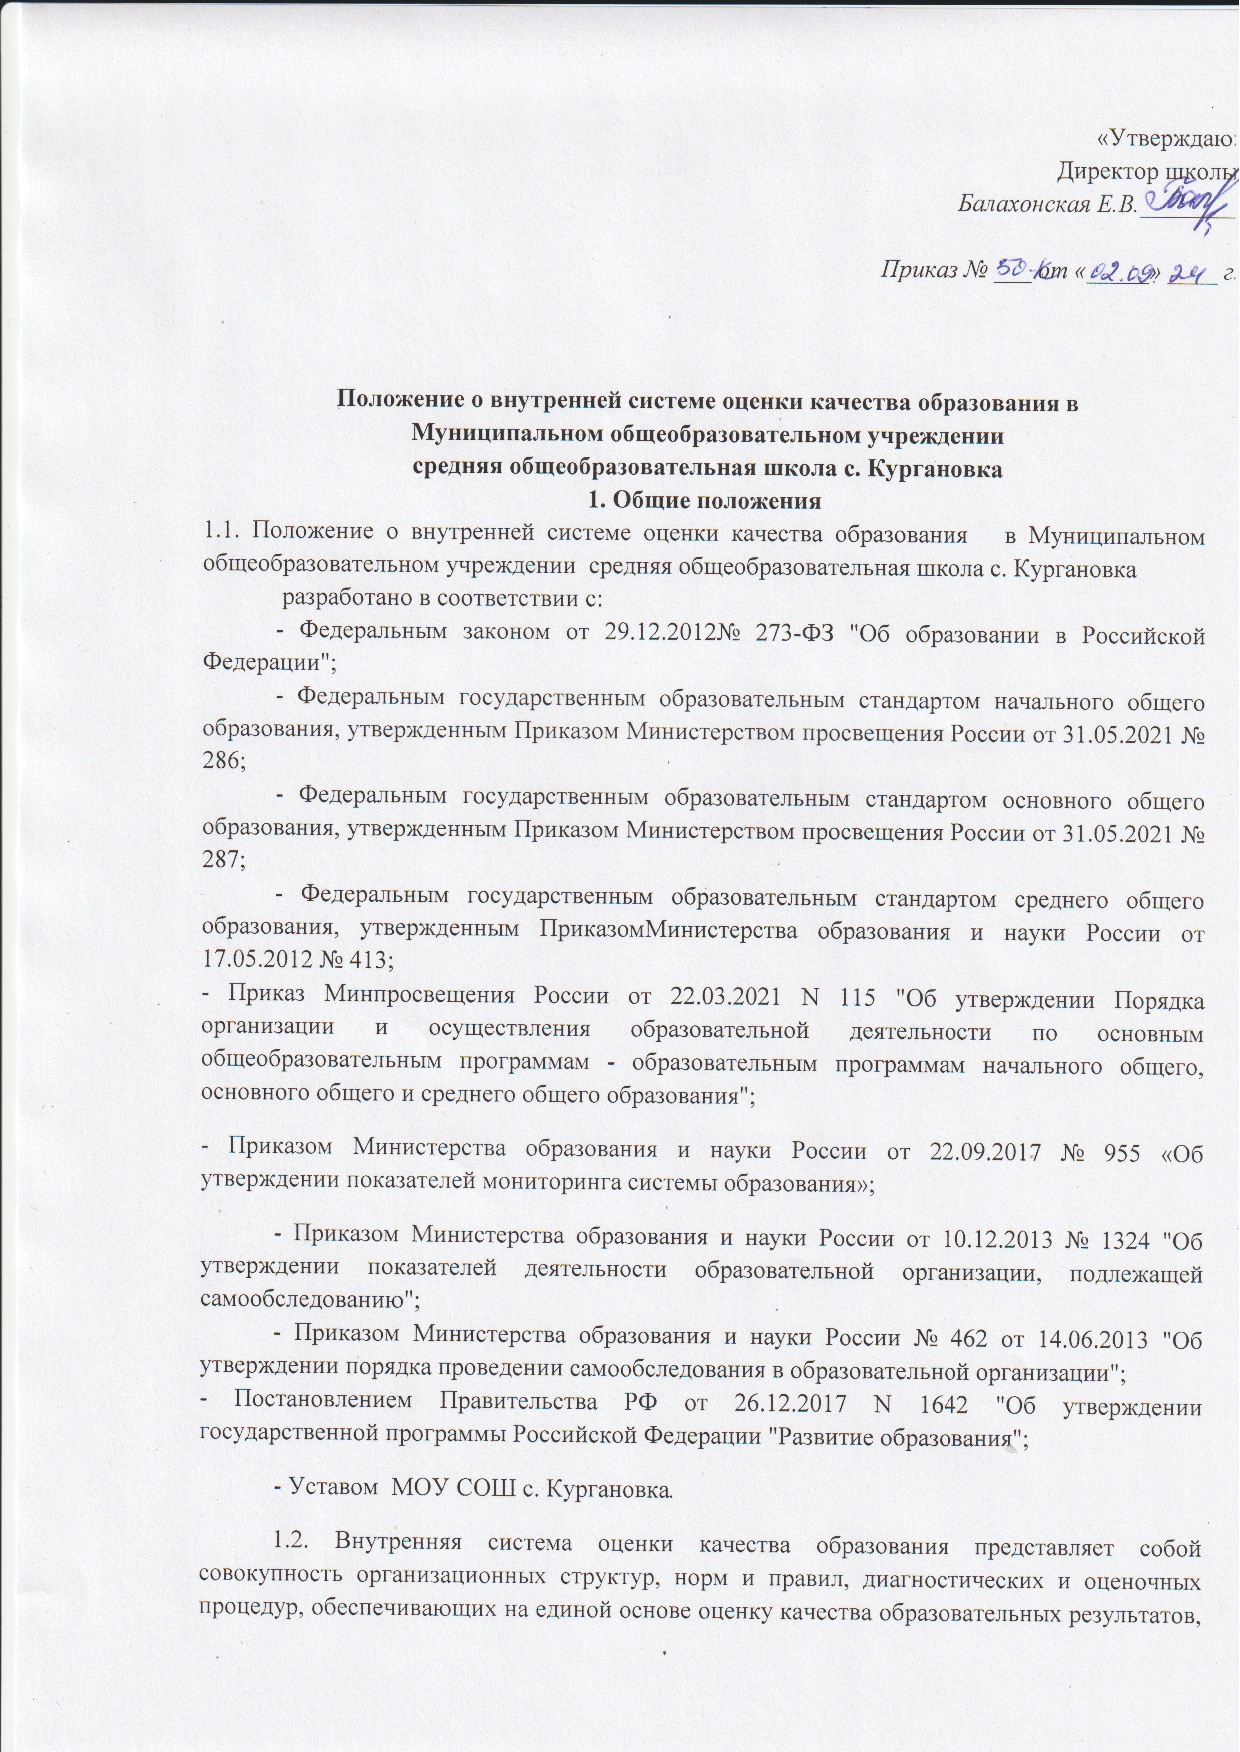 «Утверждаю:
Директор школы
Балахонская Е.В.
Приказ № 50-К от « 02.09 » 24 г.
Положение о внутренней системе оценки качества образования в
Муниципальном общеобразовательном учреждении
средняя общеобразовательная школа с. Кургановка
1. Общие положения
1.1. Положение о внутренней системе оценки качества образования в Муниципальном
общеобразовательном учреждении средняя общеобразовательная школа с. Кургановка
разработано в соответствии с:
- Федеральным законом от 29.12.2012№ 273-ФЗ "Об образовании в Российской
Федерации";
- Федеральным государственным образовательным стандартом начального общего
образования, утвержденным Приказом Министерством просвещения России от 31.05.2021 №
286;
- Федеральным государственным образовательным стандартом основного общего
образования, утвержденным Приказом Министерством просвещения России от 31.05.2021 №
287;
- Федеральным государственным образовательным стандартом среднего общего
образования, утвержденным ПриказомМинистерства образования и науки России от
17.05.2012 № 413;
- Приказ Минпросвещения России от 22.03.2021 N 115 "Об утверждении Порядка
организации и осуществления образовательной деятельности по основным
общеобразовательным программам - образовательным программам начального общего,
основного общего и среднего общего образования";
- Приказом Министерства образования и науки России от 22.09.2017 № 955 «Об
утверждении показателей мониторинга системы образования»;
- Приказом Министерства образования и науки России от 10.12.2013 № 1324 "Об
утверждении показателей деятельности образовательной организации, подлежащей
самообследованию";
- Приказом Министерства образования и науки России № 462 от 14.06.2013 "Об
утверждении порядка проведении самообследования в образовательной организации";
- Постановлением Правительства РФ от 26.12.2017 N 1642 "Об утверждении
государственной программы Российской Федерации "Развитие образования";
- Уставом МОУ СОШ с. Кургановка.
1.2. Внутренняя система оценки качества образования представляет собой
совокупность организационных структур, норм и правил, диагностических и оценочных
процедур, обеспечивающих на единой основе оценку качества образовательных результатов,